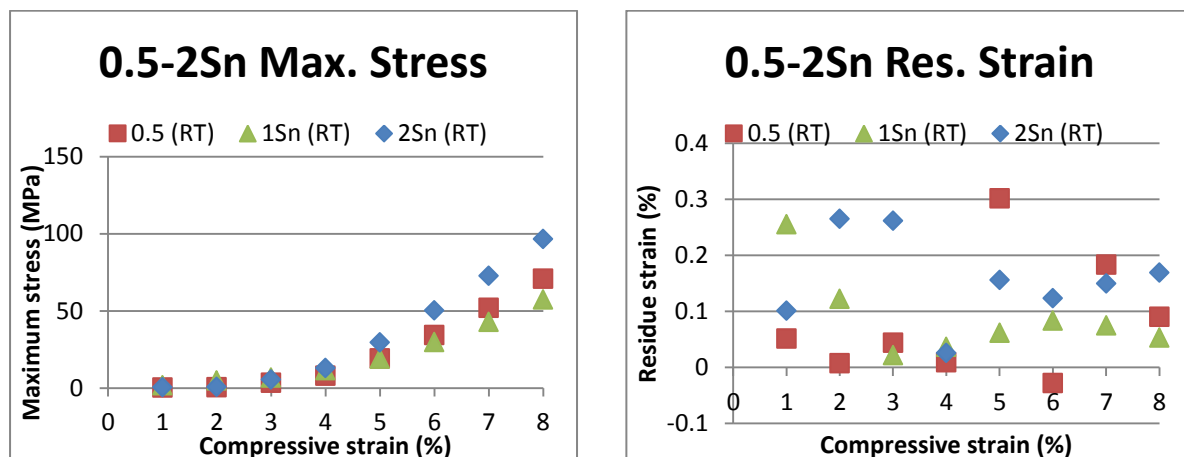 0.5-2Sn Max. Stress
0.5 (RT) 1Sn (RT) 2Sn (RT)
Maximum stress (MPa)
150
100
50
0
0 1 2 3 4 5 6 7 8
Compressive strain (%)
0.5-2Sn Res. Strain
0.5 (RT) 1Sn (RT) 2Sn (RT)
Residue strain (%)
0.4
0.3
0.2
0.1
0
-0.1
0 1 2 3 4 5 6 7 8
Compressive strain (%)